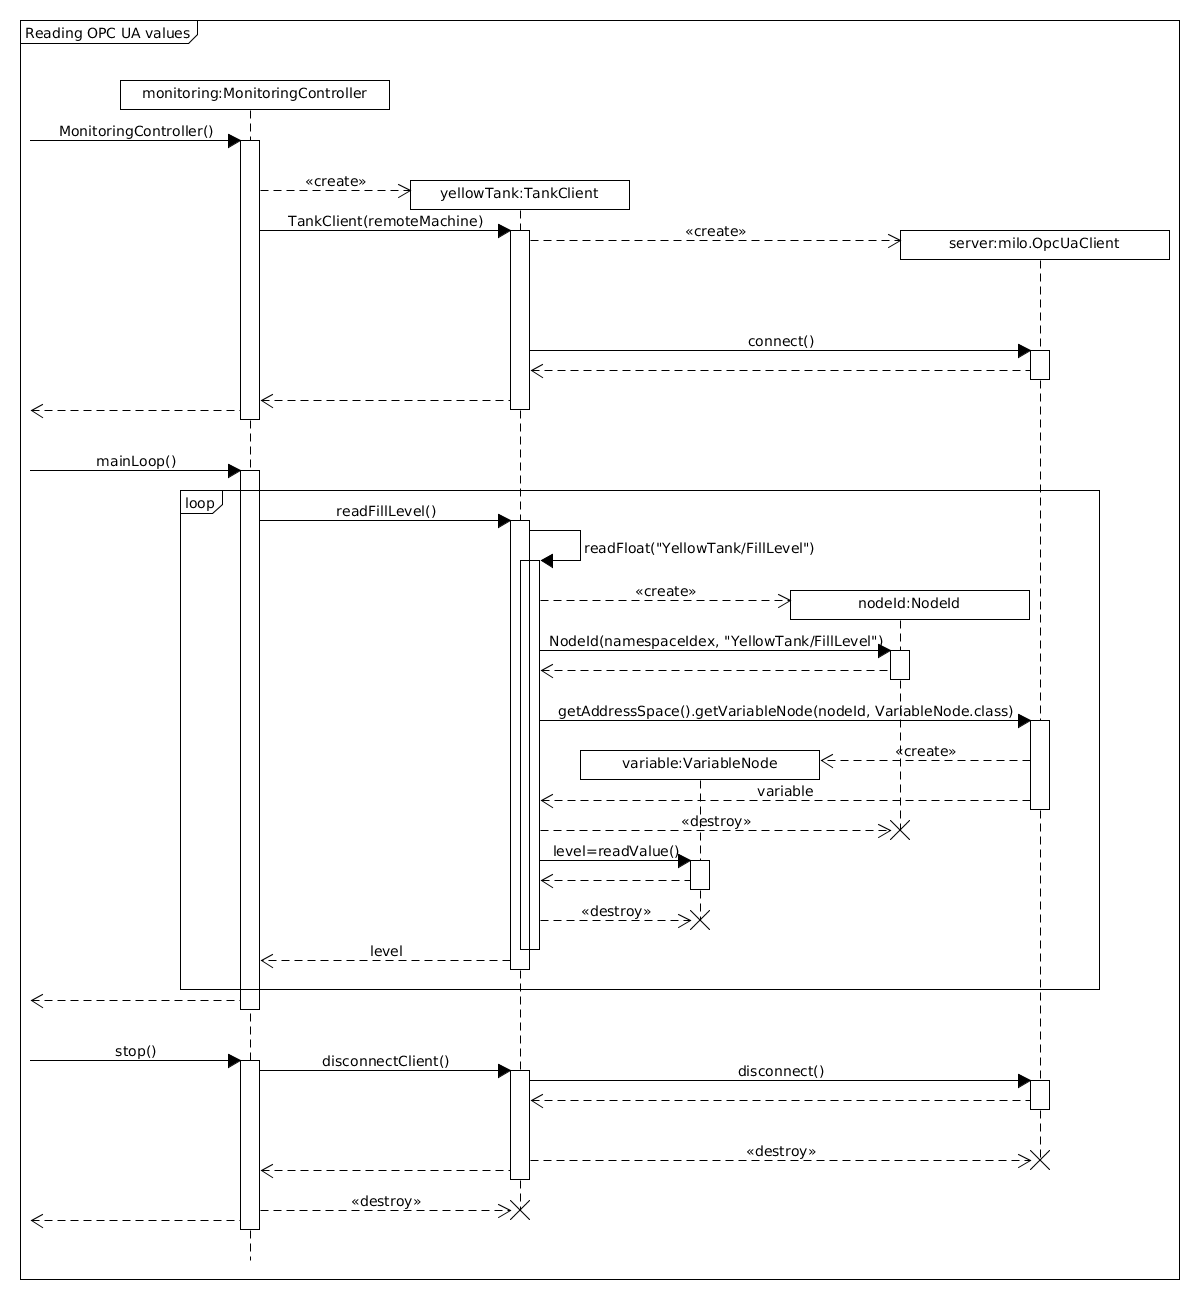 Reading OPC UA values
monitoring:MonitoringController
MonitoringController()
«create»
yellowTank:TankClient
TankClient(remoteMachine)
«create»
server:milo.OpcUaClient
connect()
mainLoop()
loop
readFillLevel()
readFloat("YellowTank/FillLevel")
«create»
nodeId:NodeId
NodeId(namespaceIdex, "YellowTank/FillLevel")
getAddressSpace().getVariableNode(nodeId, VariableNode.class)
«create»
variable:VariableNode
variable
«destroy»
level=readValue()
«destroy»
level
stop()
disconnectClient()
disconnect()
«destroy»
«destroy»